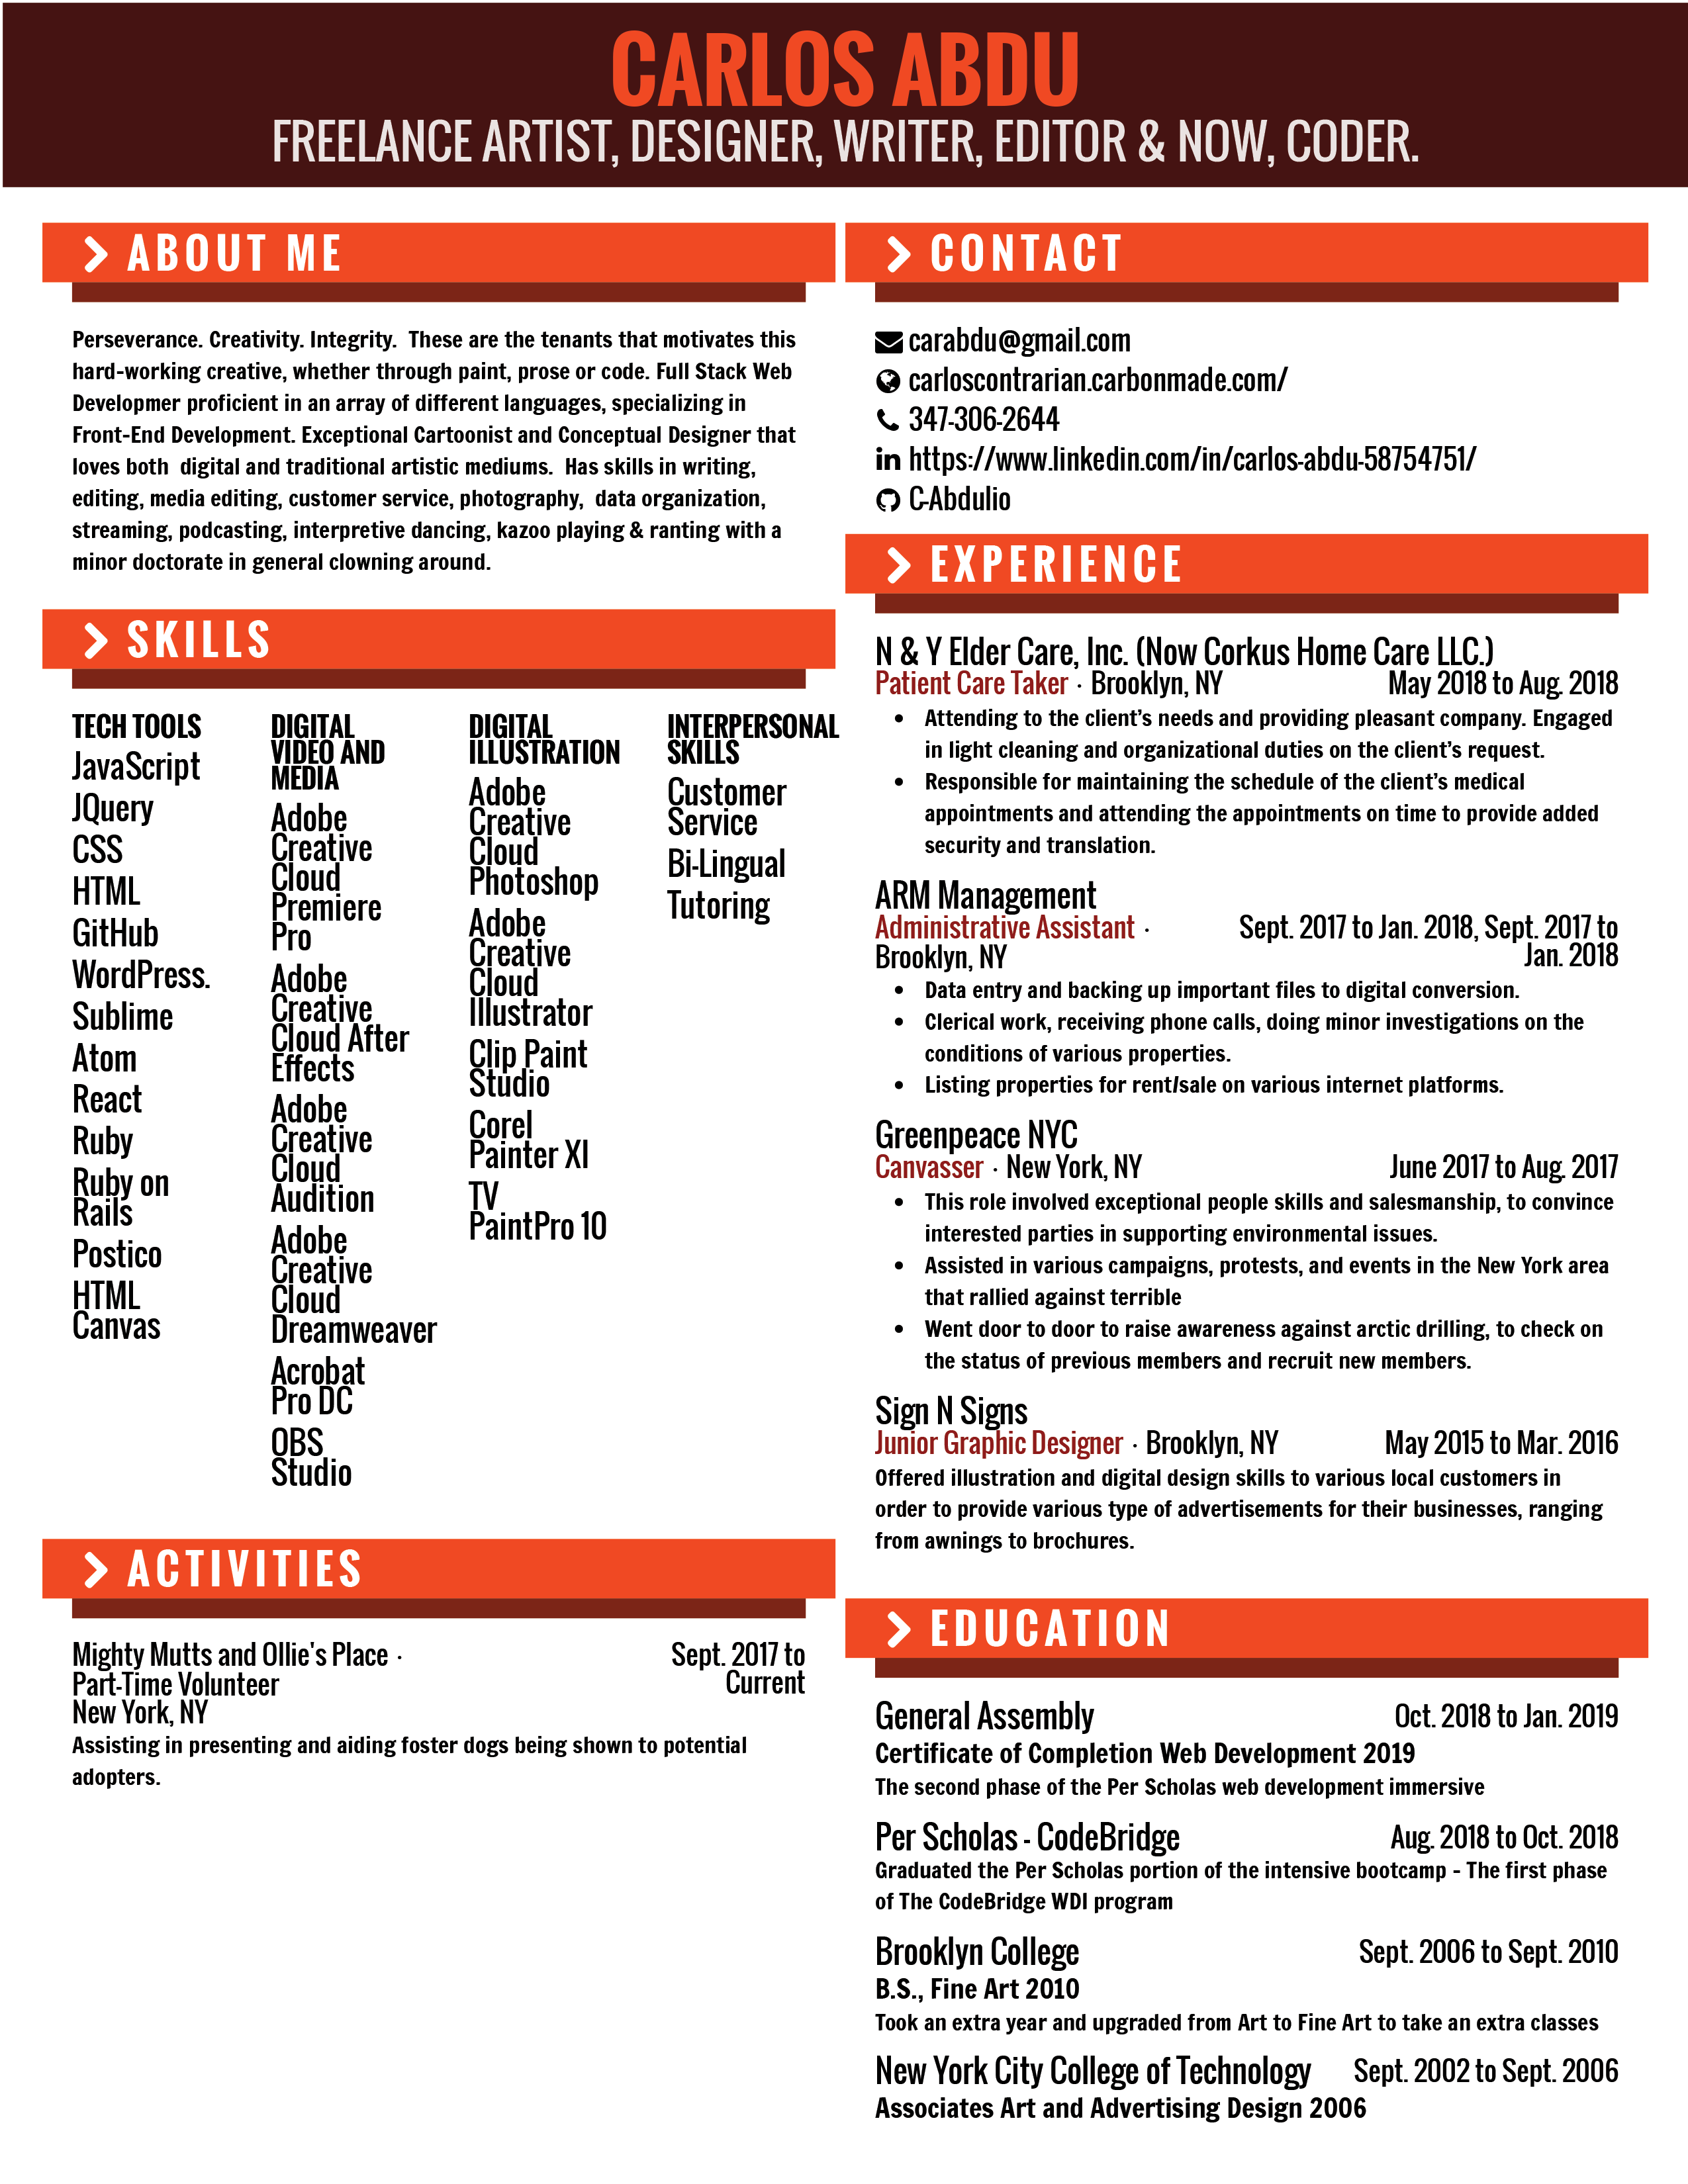 CARLOS ABDU
FREELANCE ARTIST, DESIGNER, WRITER, EDITOR & NOW, CODER.
ABOUT ME
Perseverance. Creativity. Integrity.  These are the tenants that motivates this
hard-working creative, whether through paint, prose or code. Full Stack Web
Developmer proficient in an array of different languages, specializing in
Front-End Development. Exceptional Cartoonist and Conceptual Designer that
loves both  digital and traditional artistic mediums.  Has skills in writing,
editing, media editing, customer service, photography,  data organization,
streaming, podcasting, interpretive dancing, kazoo playing & ranting with a
minor doctorate in general clowning around.
SKILLS
TECH TOOLS
JavaScript
JQuery
CSS
HTML
GitHub
WordPress.
Sublime
Atom
React
Ruby
Ruby on
Rails
Postico
HTML
Canvas
DIGITAL
VIDEO AND
MEDIA
Adobe
Creative
Cloud
Premiere
Pro
Adobe
Creative
Cloud After
Effects
Adobe
Creative
Cloud
Audition
Adobe
Creative
Cloud
Dreamweaver
Acrobat
Pro DC
OBS
Studio
DIGITAL
ILLUSTRATION
Adobe
Creative
Cloud
Photoshop
Adobe
Creative
Cloud
Illustrator
Clip Paint
Studio
Corel
Painter XI
TV
PaintPro 10
INTERPERSONAL
SKILLS
Customer
Service
Bi-Lingual
Tutoring
ACTIVITIES
Mighty Mutts and Ollie's Place · Sept. 2017 to
Part-Time Volunteer Current
New York, NY
Assisting in presenting and aiding foster dogs being shown to potential
adopters.
CONTACT
carabdu@gmail.com
carloscontrarian.carbonmade.com/
347-306-2644
https://www.linkedin.com/in/carlos-abdu-58754751/
C-Abdulio
EXPERIENCE
N & Y Elder Care, Inc. (Now Corkus Home Care LLC.)
Patient Care Taker · Brooklyn, NY May 2018 to Aug. 2018
• Attending to the client's needs and providing pleasant company. Engaged
in light cleaning and organizational duties on the client's request.
• Responsible for maintaining the schedule of the client's medical
appointments and attending the appointments on time to provide added
security and translation.
ARM Management
Administrative Assistant · Sept. 2017 to Jan. 2018, Sept. 2017 to
Brooklyn, NY Jan. 2018
• Data entry and backing up important files to digital conversion.
• Clerical work, receiving phone calls, doing minor investigations on the
conditions of various properties.
• Listing properties for rent/sale on various internet platforms.
Greenpeace NYC
Canvasser · New York, NY June 2017 to Aug. 2017
• This role involved exceptional people skills and salesmanship, to convince
interested parties in supporting environmental issues.
• Assisted in various campaigns, protests, and events in the New York area
that rallied against terrible
• Went door to door to raise awareness against arctic drilling, to check on
the status of previous members and recruit new members.
Sign N Signs
Junior Graphic Designer · Brooklyn, NY May 2015 to Mar. 2016
Offered illustration and digital design skills to various local customers in
order to provide various type of advertisements for their businesses, ranging
from awnings to brochures.
EDUCATION
General Assembly Oct. 2018 to Jan. 2019
Certificate of Completion Web Development 2019
The second phase of the Per Scholas web development immersive
Per Scholas - CodeBridge Aug. 2018 to Oct. 2018
Graduated the Per Scholas portion of the intensive bootcamp - The first phase
of The CodeBridge WDI program
Brooklyn College Sept. 2006 to Sept. 2010
B.S., Fine Art 2010
Took an extra year and upgraded from Art to Fine Art to take an extra classes
New York City College of Technology Sept. 2002 to Sept. 2006
Associates Art and Advertising Design 2006